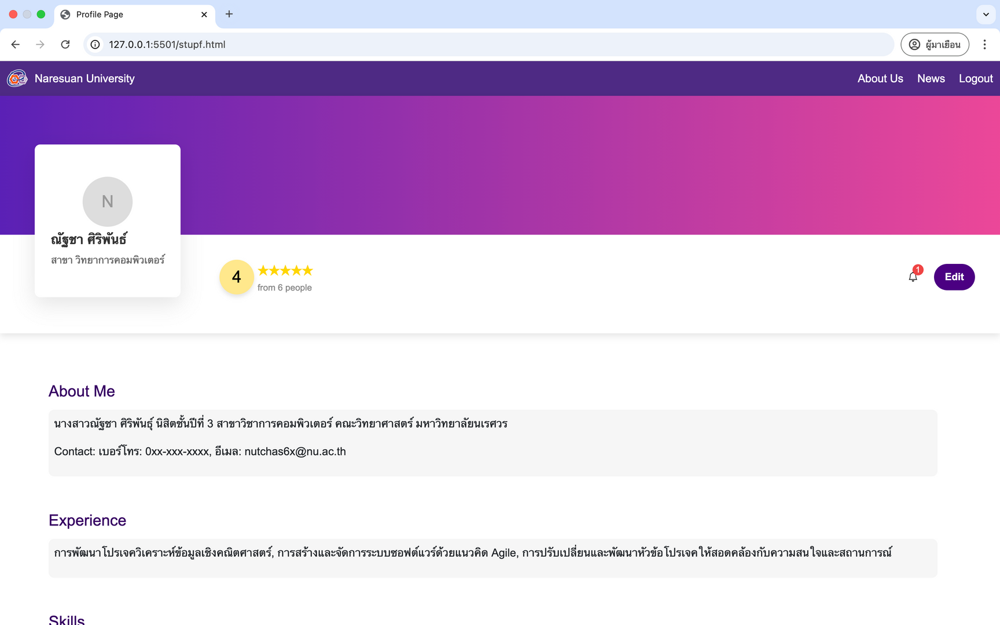 Profile Page
127.0.0.1:5501/stupf.html
ผู้มาเยือน
Naresuan University
About Us
News
Logout
N
ณัฐชา ศิริพันธ์
สาขา วิทยาการคอมพิวเตอร์
4
★★★★★
from 6 people
1
Edit
About Me
นางสาวณัฐชา ศิริพันธุ์ นิสิตชั้นปีที่ 3 สาขาวิชาการคอมพิวเตอร์ คณะวิทยาศาสตร์ มหาวิทยาลัยนเรศวร
Contact: เบอร์โทร: 0xx-xxx-xxxx, อีเมล: nutchas6x@nu.ac.th
Experience
การพัฒนาโปรเจควิเคราะห์ข้อมูลเชิงคณิตศาสตร์, การสร้างและจัดการระบบซอฟต์แวร์ด้วยแนวคิด Agile, การปรับเปลี่ยนและพัฒนาหัวข้อโปรเจคให้สอดคล้องกับความสนใจและสถานการณ์
Skills